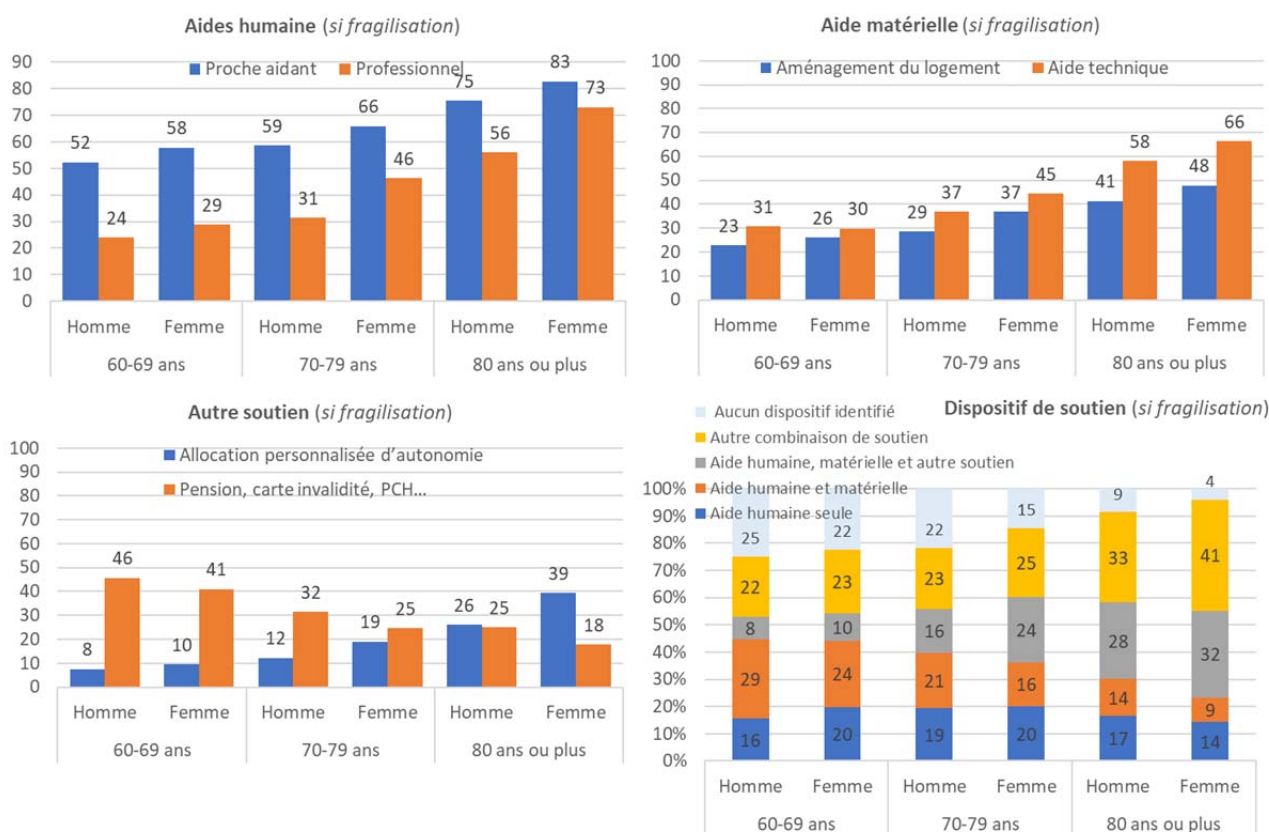 Aides humaine (si fragilisation)
Proche aidant Professionnel
90
80
70
60
50
40
30
20
10
0
52 24 58 29 59 31 66 46 75 56 83 73
Homme Femme Homme Femme Homme Femme
60-69 ans 70-79 ans 80 ans ou plus
Aide matérielle (si fragilisation)
Aménagement du logement Aide technique
100
90
80
70
60
50
40
30
20
10
0
23 31 26 30 29 37 37 45 41 58 48 66
Homme Femme Homme Femme Homme Femme
60-69 ans 70-79 ans 80 ans ou plus
Autre soutien (si fragilisation)
Allocation personnalisée d’autonomie
Pension, carte invalidité, PCH...
100
90
80
70
60
50
40
30
20
10
0
8 46 10 41 12 32 19 25 26 25 39 18
Homme Femme Homme Femme Homme Femme
60-69 ans 70-79 ans 80 ans ou plus
Dispositif de soutien (si fragilisation)
Aucun dispositif identifié
Autre combinaison de soutien
Aide humaine, matérielle et autre soutien
Aide humaine et matérielle
Aide humaine seule
100%
90%
80%
70%
60%
50%
40%
30%
20%
10%
0%
25 22 22 15 9 4
22 23 23 25 33 41
8 10 16 24 28 32
29 24 21 16 14 9
16 20 19 20 17 14
Homme Femme Homme Femme Homme Femme
60-69 ans 70-79 ans 80 ans ou plus